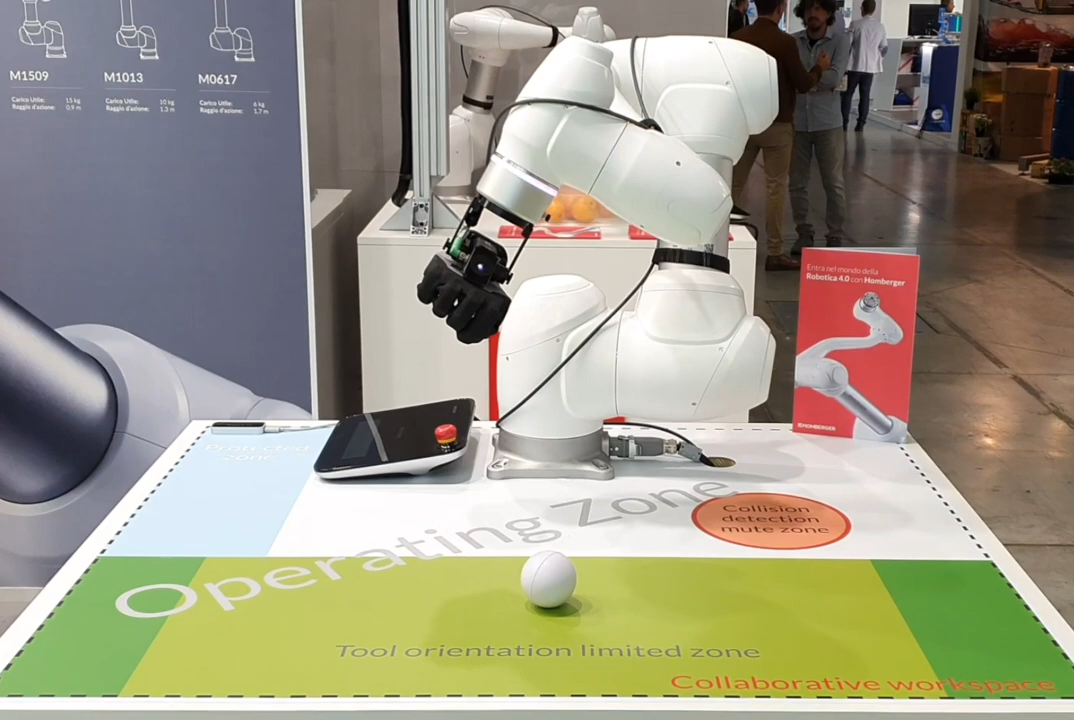 M1509
M1013
M0617
Carico Utile: 15 kg
Raggio d'azione: 0,9 m
Carico Utile: 10 kg
Raggio d'azione: 1,3 m
Carico Utile: 6 kg
Raggio d'azione: 1,7 m
Entra nel mondo della
Robotica 4.0 con Homberger
HOMBERGER
Protected
zone
Operating Zone
Collision
detection
mute zone
Tool orientation limited zone
Collaborative workspace